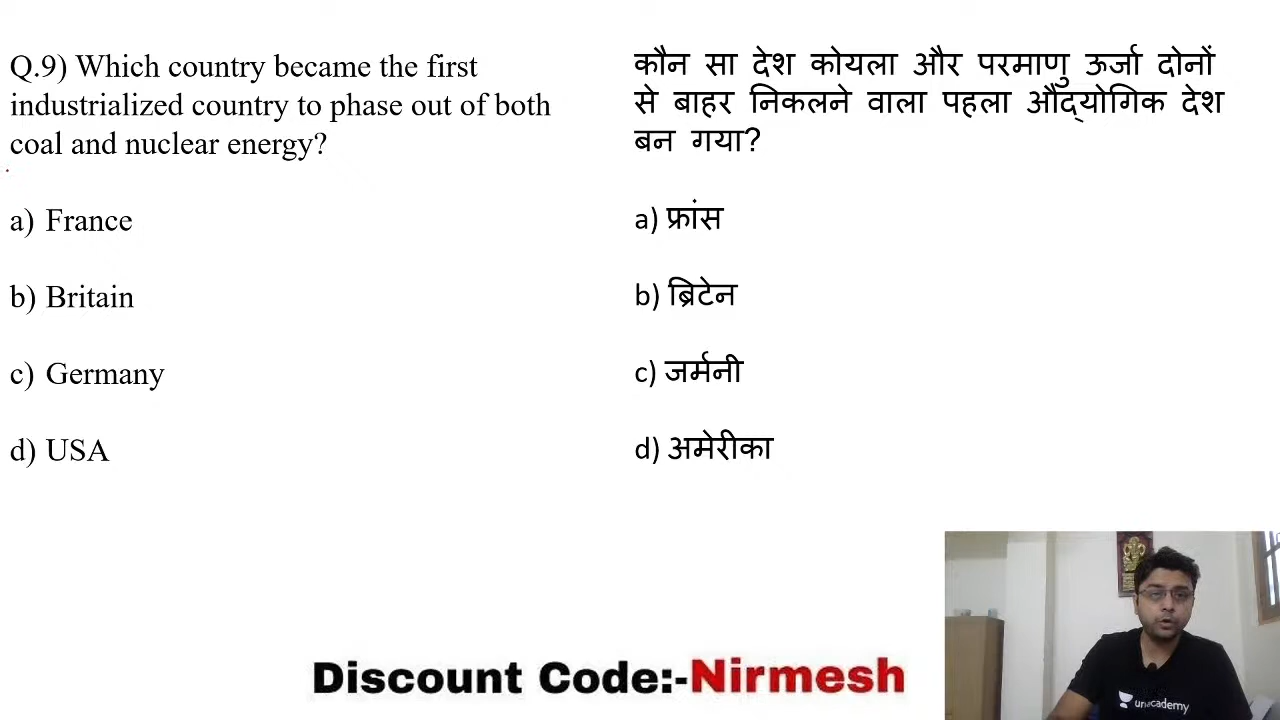 Q.9) Which country became the first
industrialized country to phase out of both
coal and nuclear energy?
a) France
b) Britain
c) Germany
d) USA
कौन सा देश कोयला और परमाणु ऊर्जा दोनों
से बाहर निकलने वाला पहला औद्योगिक देश
बन गया?
a) फ्रांस
b) ब्रिटेन
c) जर्मनी
d) अमेरीका
Discount Code:-Nirmesh
unacademy